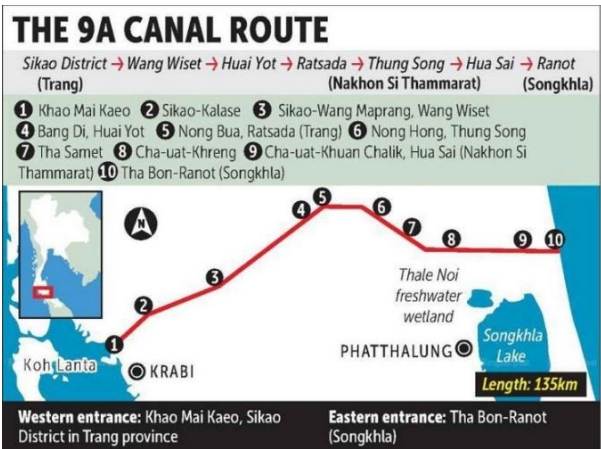 THE 9A CANAL ROUTE
Sikao District → Wang Wiset → Huai Yot → Ratsada → Thung Song → Hua Sai → Ranot
(Trang) (Nakhon Si Thammarat) (Songkhla)
1 Khao Mai Kaeo 2 Sikao-Kalase 3 Sikao-Wang Maprang, Wang Wiset
4 Bang Di, Huai Yot 5 Nong Bua, Ratsada (Trang) 6 Nong Hong, Thung Song
7 Tha Samet 8 Cha-uat-Khreng 9 Cha-uat-Khuan Chalik, Hua Sai (Nakhon Si
Thammarat) 10 Tha Bon-Ranot (Songkhla)
N
1
2
3
4
5
6
7
8
9
10
Thale Noi
freshwater
wetland
Koh Lanta
KRABI
PHATTHALUNG
Songkhla
Lake
Length: 135km
Western entrance: Khao Mai Kaeo, Sikao
District in Trang province
Eastern entrance: Tha Bon-Ranot
(Songkhla)